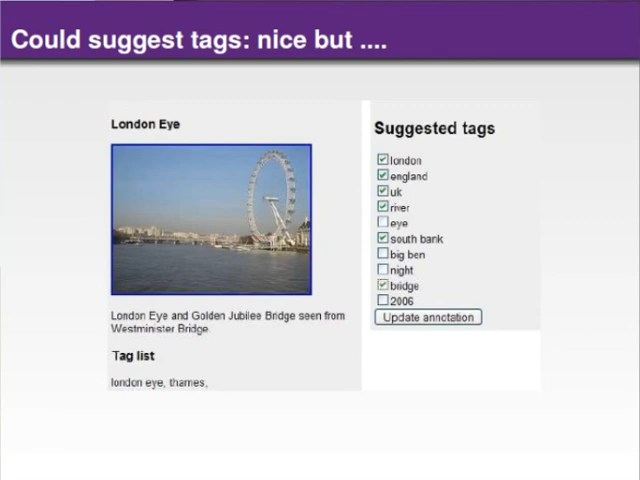 Could suggest tags: nice but ....
London Eye
London Eye and Golden Jubilee Bridge seen from
Westminister Bridge.
Tag list
london eye, thames,
Suggested tags
london
england
uk
river
eye
south bank
big ben
night
bridge
2006
Update annotation